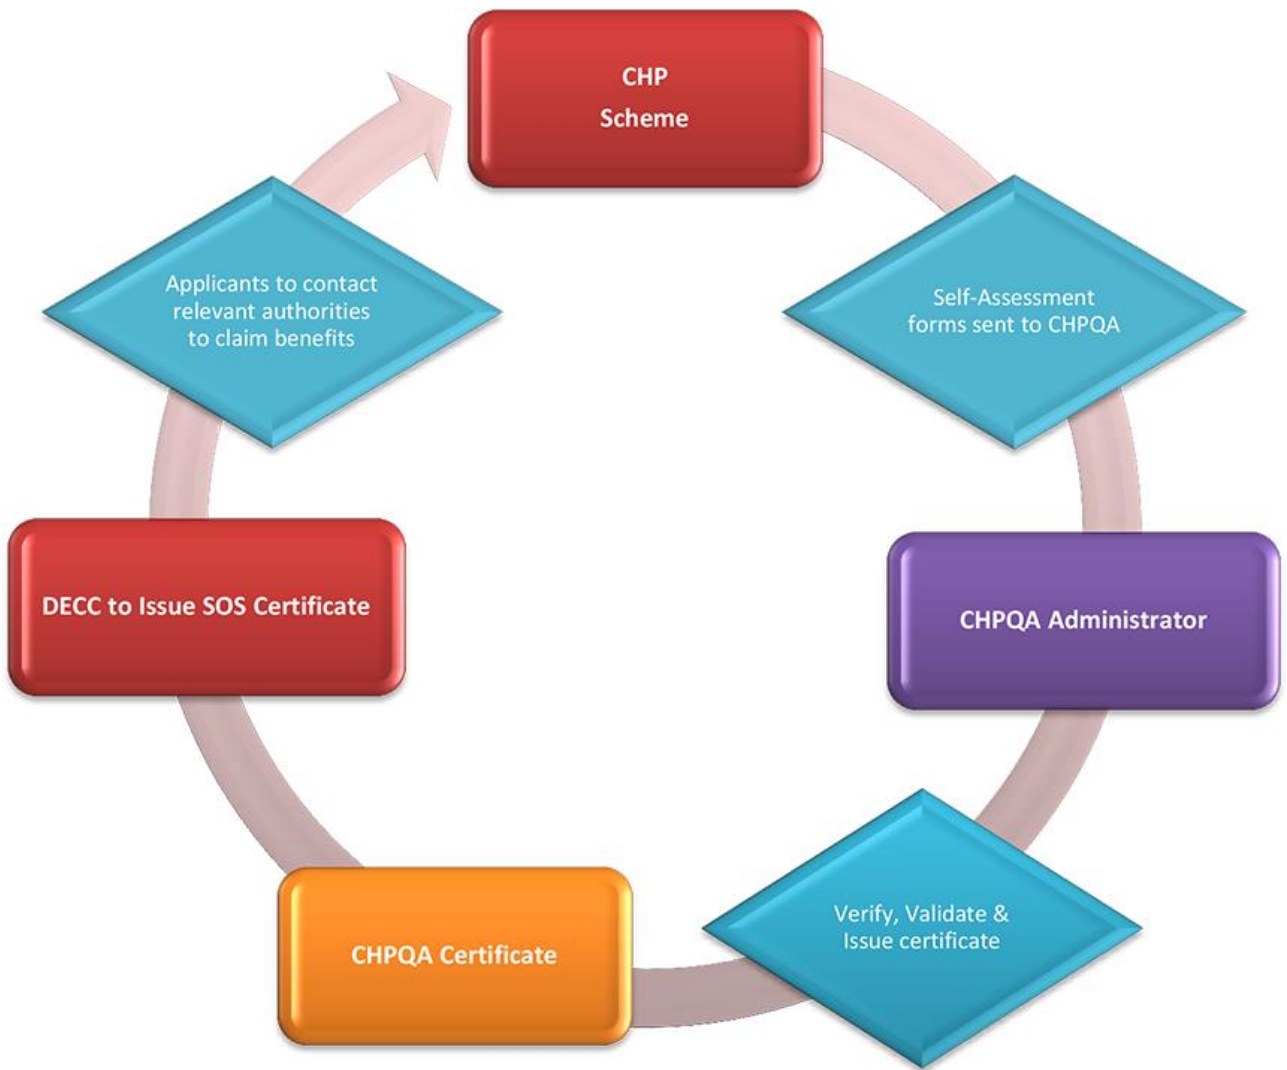 CHP
Scheme
Self-Assessment
forms sent to CHPQA
CHPQA Administrator
Verify, Validate &
Issue certificate
CHPQA Certificate
DECC to Issue SOS Certificate
Applicants to contact
relevant authorities
to claim benefits